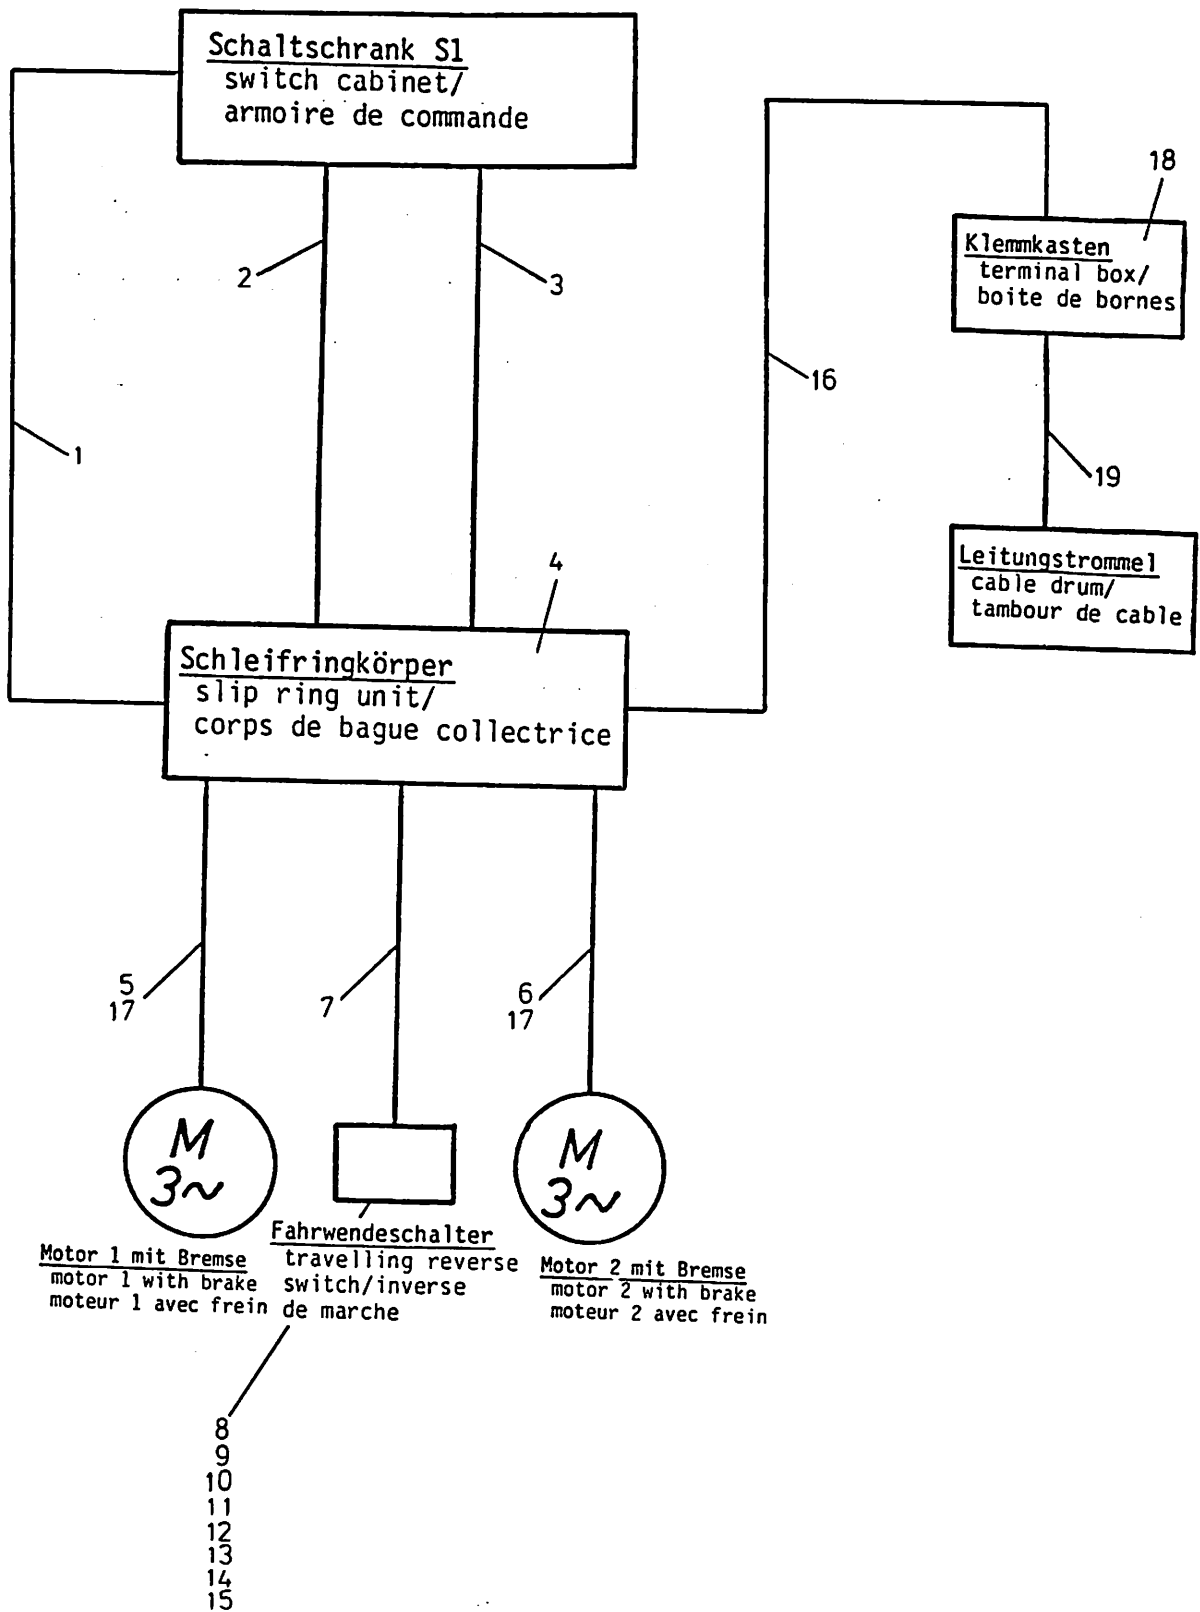 Schaltschrank S1
switch cabinet/
armoire de commande
18
Klemmkasten
terminal box/
boite de bornes
2
3
16
1
19
4
Leitungstrommel
cable drum/
tambour de cable
Schleifringkörper
slip ring unit/
corps de bague collectrice
5
17
7
6
17
M
3~
M
3~
Motor 1 mit Bremse
motor 1 with brake
moteur 1 avec frein
Fahrwendeschalter
travelling reverse
switch/inverse
de marche
Motor 2 mit Bremse
motor 2 with brake
moteur 2 avec frein
8
9
10
11
12
13
14
15